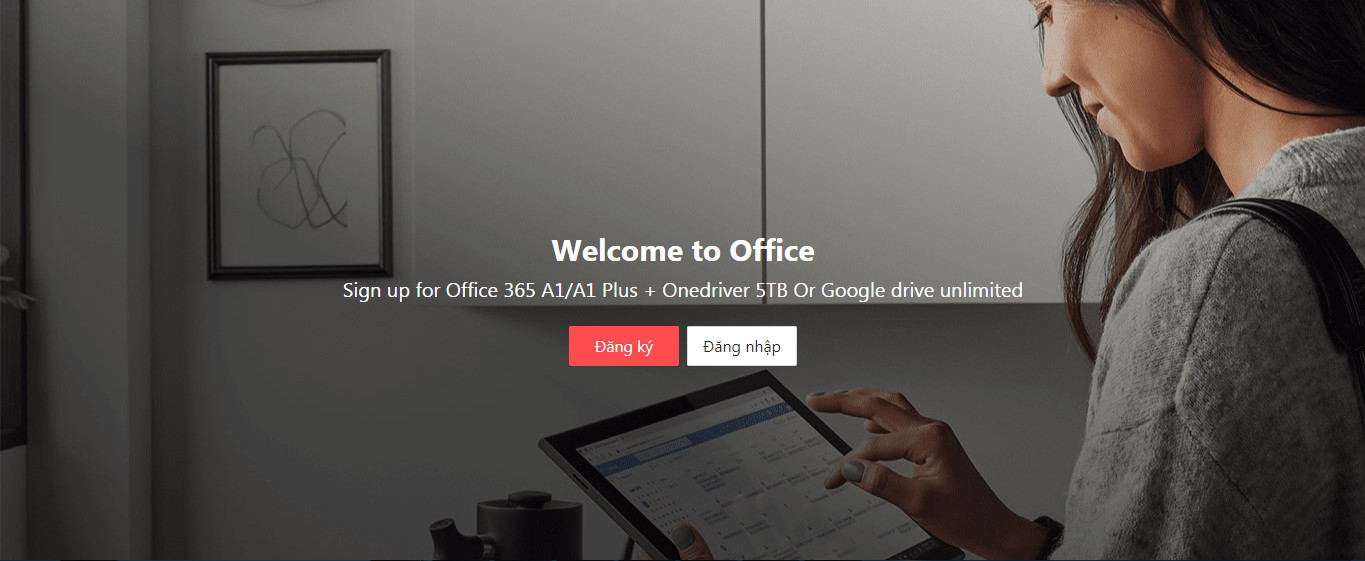 Welcome to Office
Sign up for Office 365 A1/A1 Plus + Onedriver 5TB Or Google drive unlimited
Đăng ký
Đăng nhập